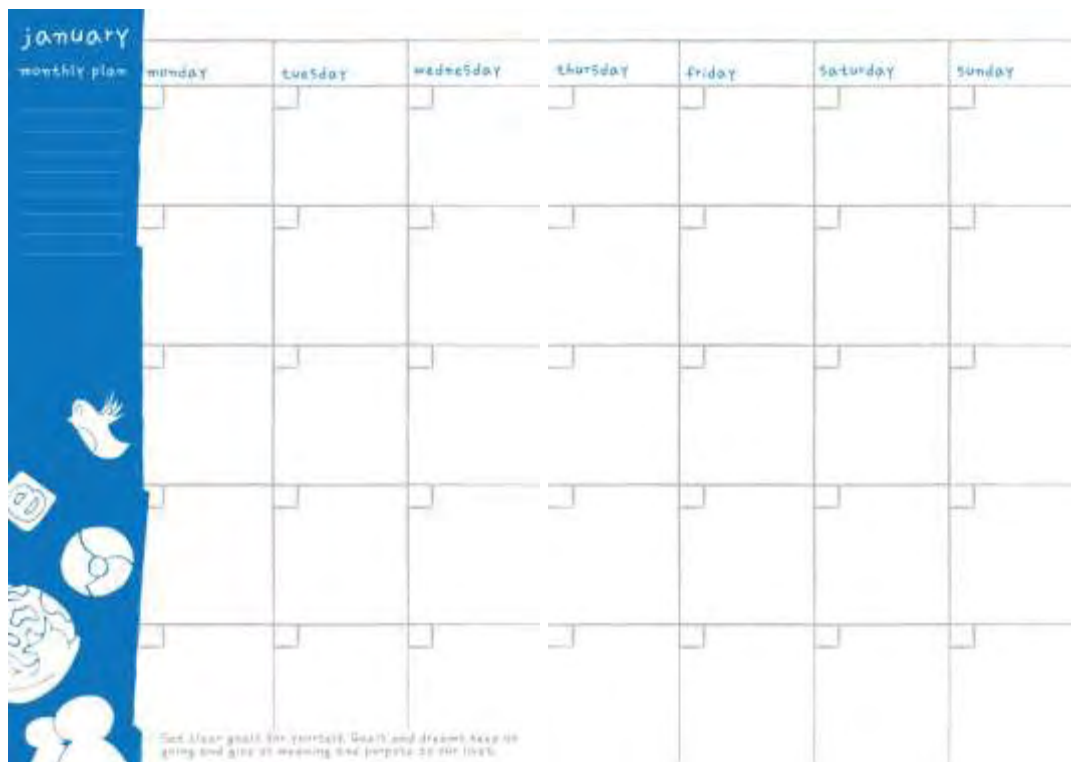 january
monthly plan
monday tuesday wednesday thursday friday saturday sunday
Set clear goals for yourself. Goals and dreams keep us
going and give us meaning and purpose to our lives.